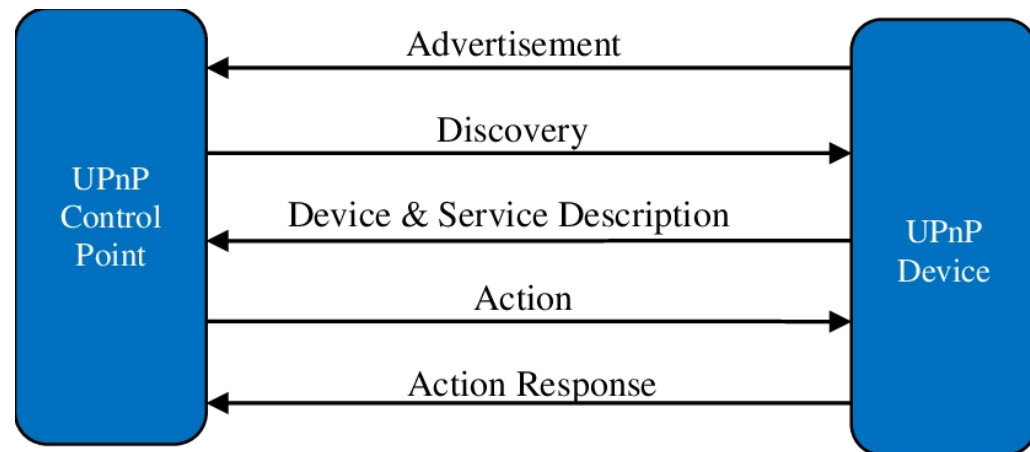 Advertisement
Discovery
Device & Service Description
Action
Action Response
UPnP
Control
Point
UPnP
Device